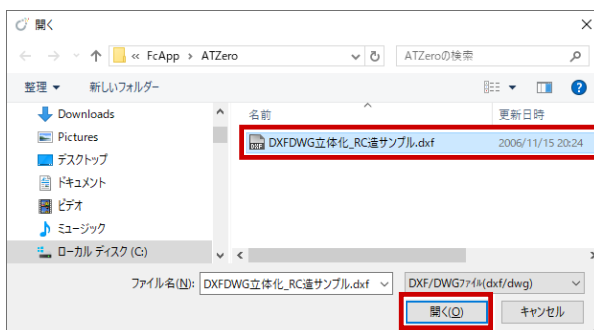 開く
« FcApp › ATZero
ATZeroの検索
整理 新しいフォルダー
Downloads
Pictures
デスクトップ
ドキュメント
ビデオ
ミュージック
ローカル ディスク (C:)
名前 更新日時
DXF DXFDWG立体化_RC造サンプル.dxf 2006/11/15 20:24
ファイル名(N): DXFDWG立体化_RC造サンプル.dxf DXF/DWGファイル(dxf/dwg)
開く(O) キャンセル